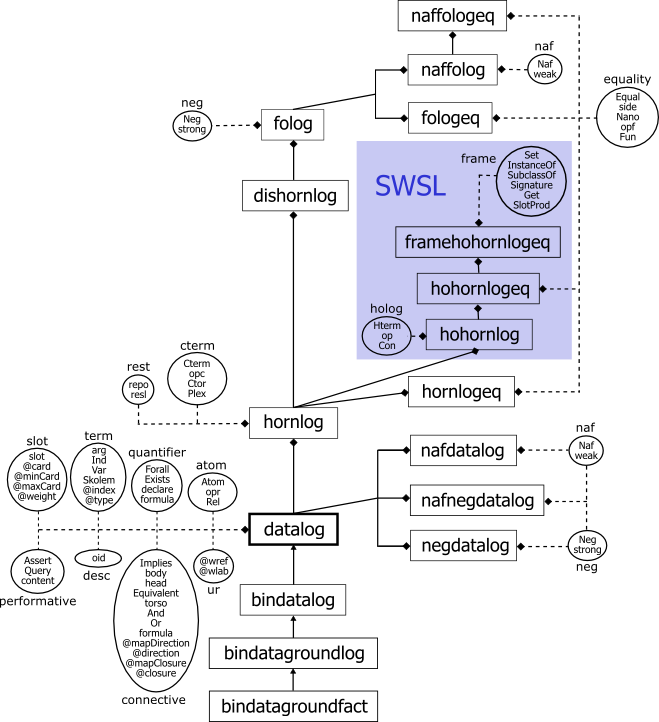 naffologeq
naf
naffolog
Naf
weak
equality
neg
Neg
strong
folog
fologeq
Equal
side
Nano
opf
Fun
frame
Set
InstanceOf
SubclassOf
Signature
Get
SlotProd
SWSL
dishornlog
framehohornlogeq
hohornlogeq
holog
Hterm
op
Con
hohornlog
cterm
Cterm
opc
Ctor
Plex
rest
repo
resl
hornlogeq
hornlog
slot
slot
@card
@minCard
@maxCard
@weight
term
arg
Ind
Var
Skolem
@index
@type
quantifier
Forall
Exists
declare
formula
atom
Atom
opr
Rel
nafdatalog
naf
Naf
weak
nafnegdatalog
datalog
negdatalog
Neg
strong
neg
Assert
Query
content
performative
oid
desc
Implies
body
head
Equivalent
torso
And
Or
formula
@mapDirection
@direction
@mapClosure
@closure
connective
@wref
@wlab
ur
bindatalog
bindatagroundlog
bindatagroundfact